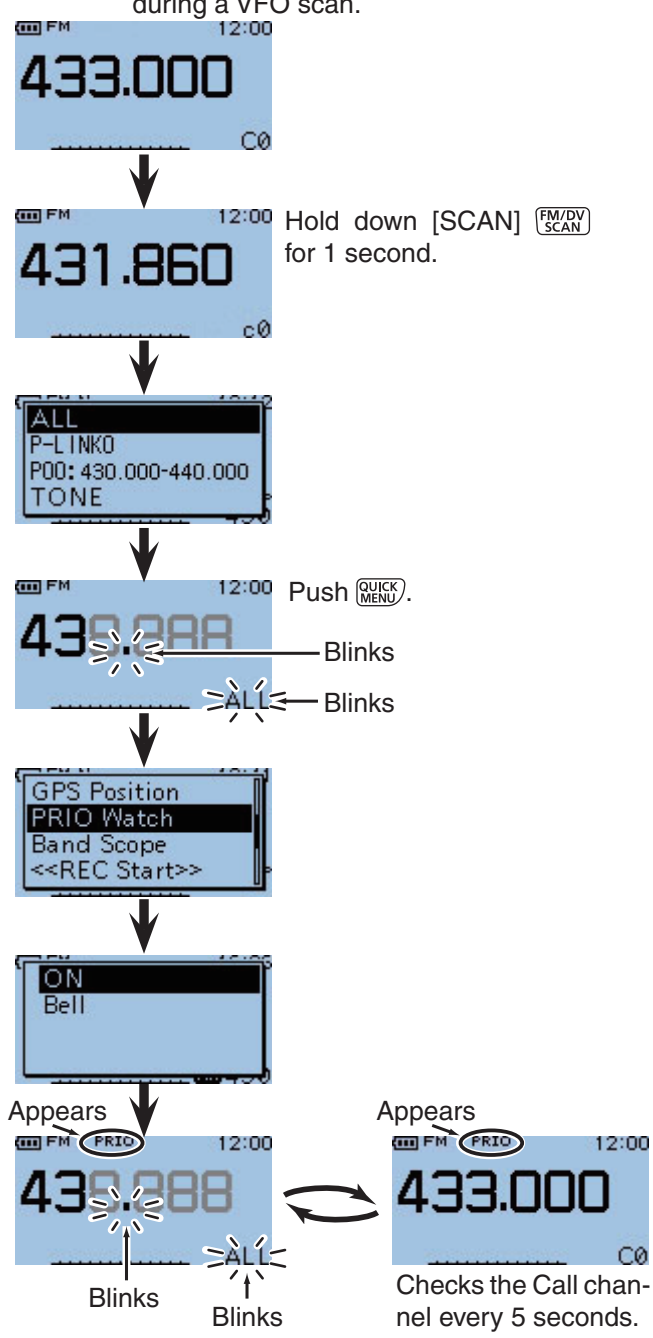 during a VFO scan.
FM 12:00
433.000
C0
FM 12:00
431.860
c0
Hold down [SCAN] FM/DV SCAN
for 1 second.
ALL
P-LINK0
P00: 430.000-440.000
TONE
FM 12:00
43
ALL
Push QUICK MENU.
Blinks
Blinks
GPS Position
PRIO Watch
Band Scope
<<REC Start>>
ON
Bell
Appears
FM PRIO 12:00
43
ALL
Blinks
Blinks
Appears
FM PRIO 12:00
433.000
C0
Checks the Call chan-
nel every 5 seconds.